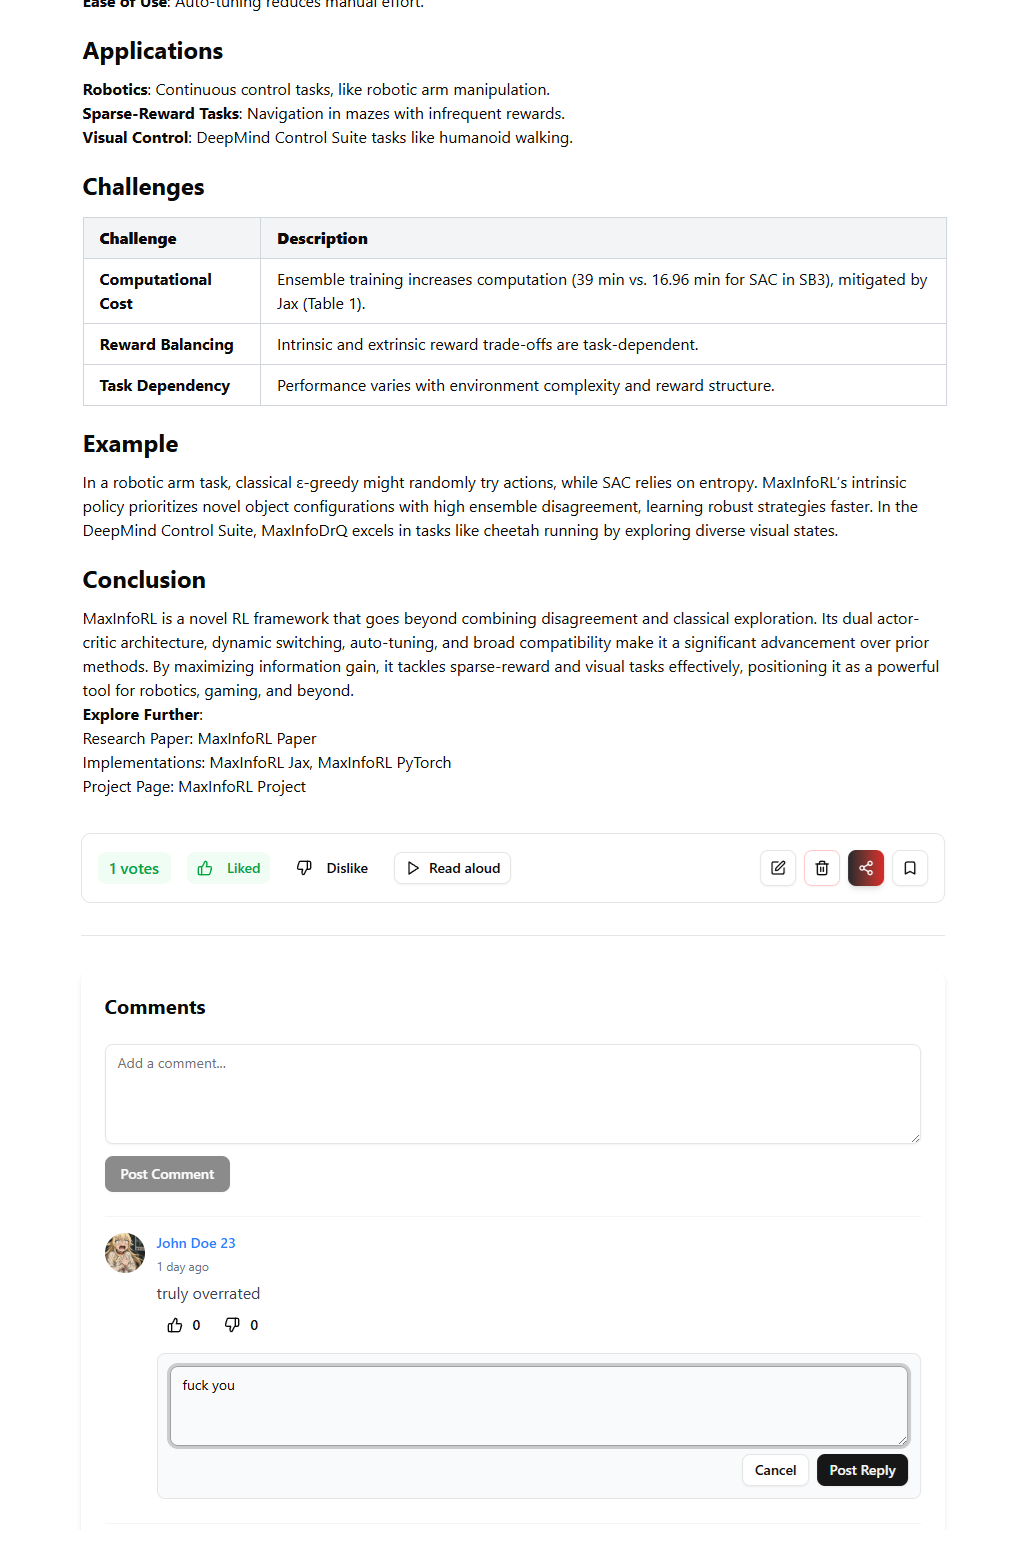 Ease of Use: Auto-tuning reduces manual effort.
Applications
Robotics: Continuous control tasks, like robotic arm manipulation.
Sparse-Reward Tasks: Navigation in mazes with infrequent rewards.
Visual Control: DeepMind Control Suite tasks like humanoid walking.
Challenges
Challenge Description
Computational Ensemble training increases computation (39 min vs. 16.96 min for SAC in SB3), mitigated by
Cost Jax (Table 1).
Reward Balancing Intrinsic and extrinsic reward trade-offs are task-dependent.
Task Dependency Performance varies with environment complexity and reward structure.
Example
In a robotic arm task, classical ε-greedy might randomly try actions, while SAC relies on entropy. MaxInfoRL's intrinsic
policy prioritizes novel object configurations with high ensemble disagreement, learning robust strategies faster. In the
DeepMind Control Suite, MaxInfoDrQ excels in tasks like cheetah running by exploring diverse visual states.
Conclusion
MaxInfoRL is a novel RL framework that goes beyond combining disagreement and classical exploration. Its dual actor-
critic architecture, dynamic switching, auto-tuning, and broad compatibility make it a significant advancement over prior
methods. By maximizing information gain, it tackles sparse-reward and visual tasks effectively, positioning it as a powerful
tool for robotics, gaming, and beyond.
Explore Further:
Research Paper: MaxInfoRL Paper
Implementations: MaxInfoRL Jax, MaxInfoRL PyTorch
Project Page: MaxInfoRL Project
1 votes Liked Dislike Read aloud
Comments
Add a comment...
Post Comment
John Doe 23
1 day ago
truly overrated
0 0
fuck you
Cancel Post Reply